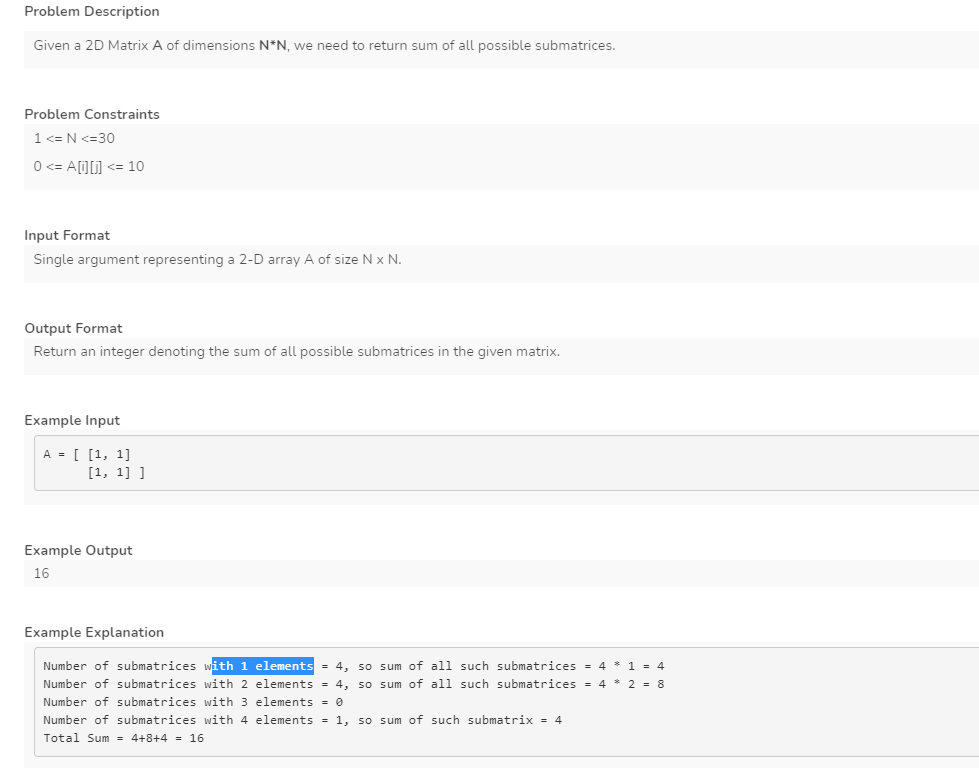 Problem Description
Given a 2D Matrix A of dimensions N*N, we need to return sum of all possible submatrices.
Problem Constraints
1 <= N <=30
0 <= A[i][j] <= 10
Input Format
Single argument representing a 2-D array A of size N x N.
Output Format
Return an integer denoting the sum of all possible submatrices in the given matrix.
Example Input
A = [ [1, 1]
      [1, 1] ]
Example Output
16
Example Explanation
Number of submatrices with 1 elements = 4, so sum of all such submatrices = 4 * 1 = 4
Number of submatrices with 2 elements = 4, so sum of all such submatrices = 4 * 2 = 8
Number of submatrices with 3 elements = 0
Number of submatrices with 4 elements = 1, so sum of such submatrix = 4
Total Sum = 4+8+4 = 16